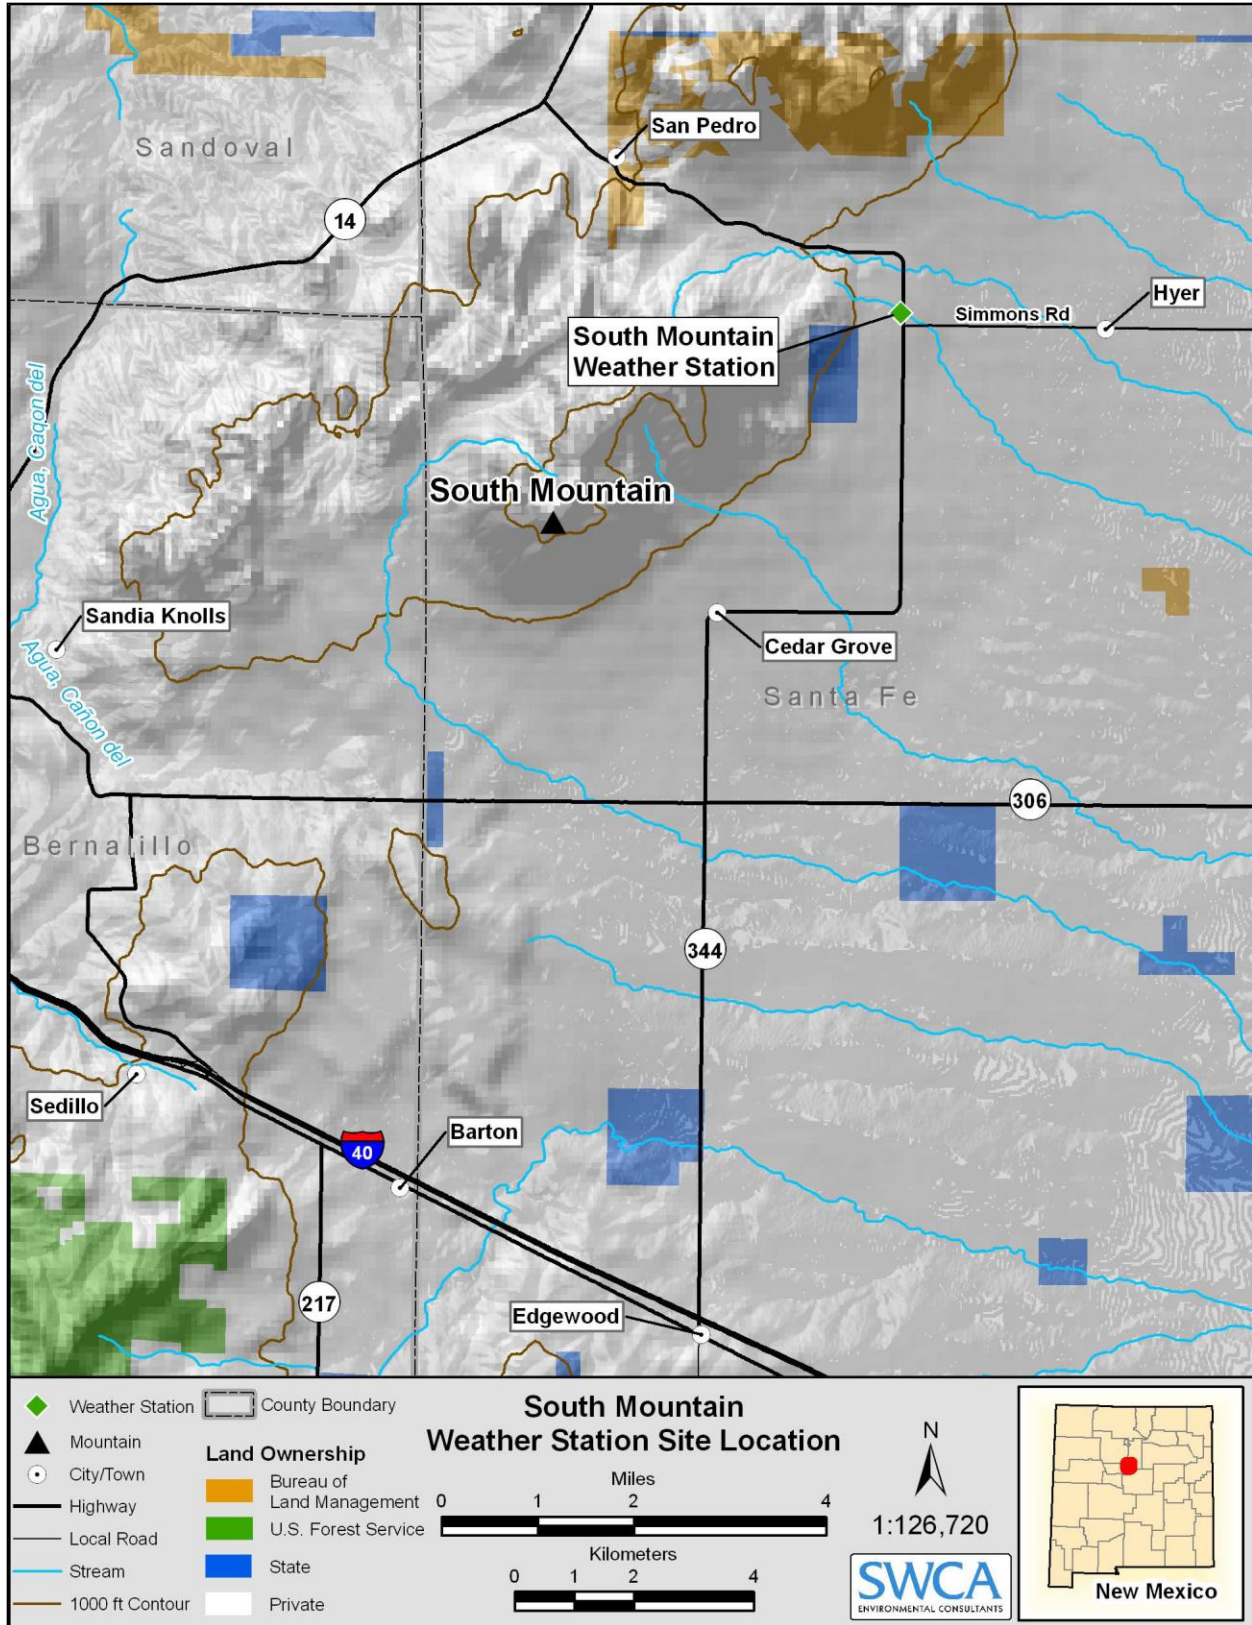 San Pedro
Sandoval
14
Hyer
Simmons Rd
South Mountain
Weather Station
Agua, Caqon del
South Mountain
Sandia Knolls
Cedar Grove
Agua, Cañon del
Santa Fe
306
Bernalillo
344
Sedillo
Barton
40
217
Edgewood
Weather Station
Mountain
City/Town
Highway
Local Road
Stream
1000 ft Contour
County Boundary
Land Ownership
Bureau of
Land Management
U.S. Forest Service
State
Private
South Mountain
Weather Station Site Location
Miles
0 1 2 4
Kilometers
0 1 2 4
N
1:126,720
SWCA
ENVIRONMENTAL CONSULTANTS
New Mexico